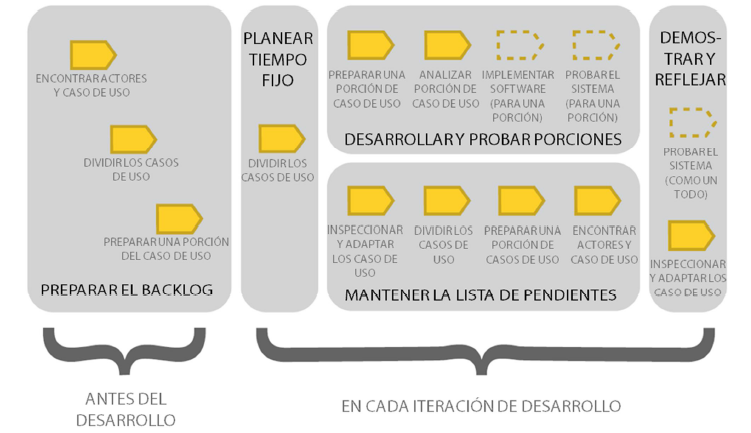 ENCONTRAR ACTORES
Y CASO DE USO
DIVIDIR LOS CASOS
DE USO
PREPARAR UNA PORCIÓN
DEL CASO DE USO
PREPARAR EL BACKLOG
PLANEAR
TIEMPO
FIJO
DIVIDIR LOS
CASOS DE USO
PREPARAR UNA
PORCIÓN DE
CASO DE USO
ANALIZAR
PORCIÓN DE
CASO DE USO
IMPLEMENTAR
SOFTWARE
(PARA UNA
PORCIÓN)
PROBAR EL
SISTEMA
(PARA UNA
PORCIÓN)
DESARROLLAR Y PROBAR PORCIONES
INSPECCIONAR
Y ADAPTAR
LOS CASO DE
USO
DIVIDIR LOS
CASOS DE
USO
PREPARAR UNA
PORCIÓN DE
CASOS DE USO
ENCONTRAR
ACTORES Y
CASO DE USO
MANTENER LA LISTA DE PENDIENTES
DEMOS-
TRAR Y
REFLEJAR
PROBAR EL
SISTEMA
(COMO UN
TODO)
INSPECCIONAR
Y ADAPTAR LOS
CASO DE USO
ANTES DEL
DESARROLLO
EN CADA ITERACIÓN DE DESARROLLO